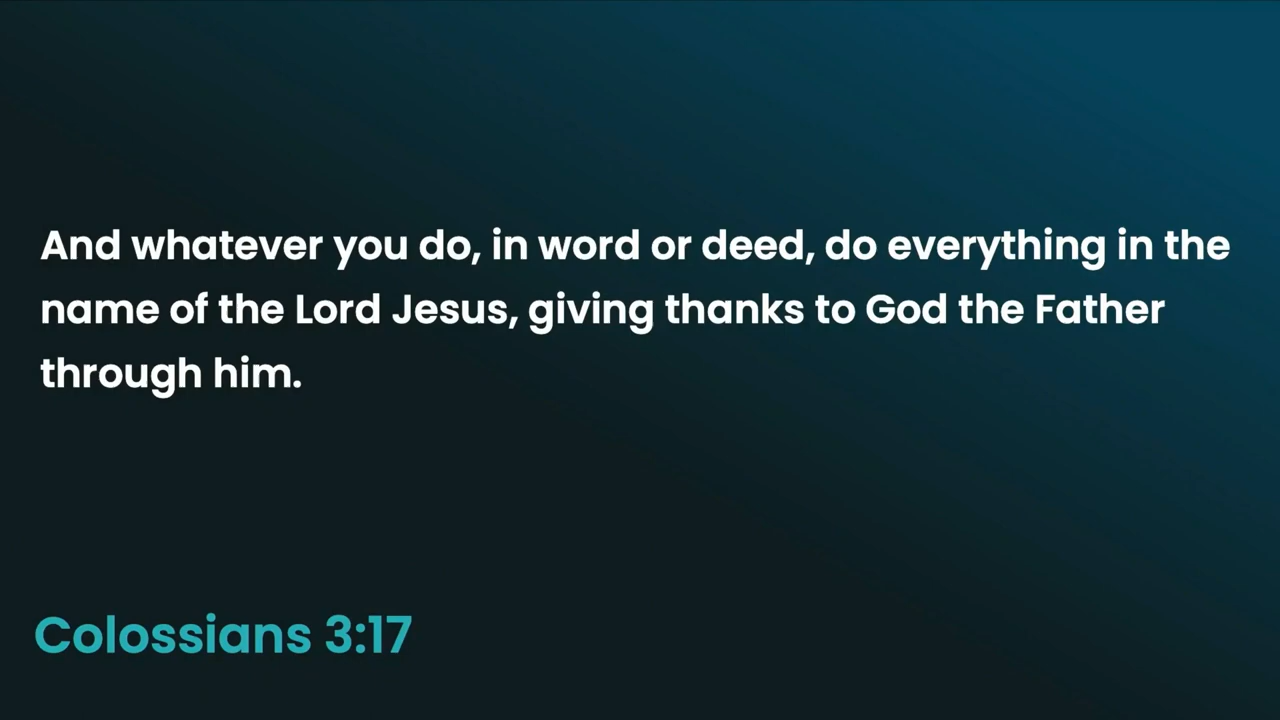 And whatever you do, in word or deed, do everything in the
name of the Lord Jesus, giving thanks to God the Father
through him.
Colossians 3:17